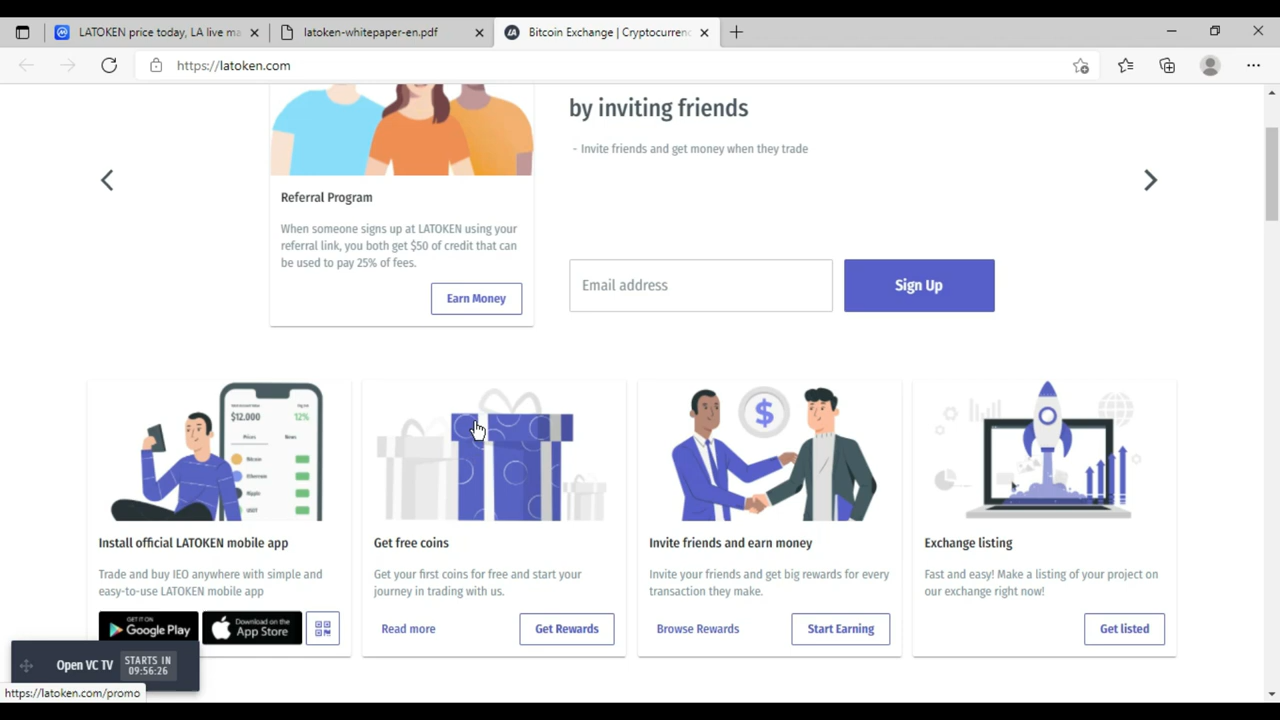 LATOKEN price today, LA live ma
latoken-whitepaper-en.pdf
Bitcoin Exchange | Cryptocurrenc
https://latoken.com
by inviting friends
- Invite friends and get money when they trade
Referral Program
When someone signs up at LATOKEN using your
referral link, you both get $50 of credit that can
be used to pay 25% of fees.
Earn Money
Email address
Sign Up
$12.000
12%
Install official LATOKEN mobile app
Trade and buy IEO anywhere with simple and
easy-to-use LATOKEN mobile app
GET IT ON
Google Play
Download on the
App Store
Get free coins
Get your first coins for free and start your
journey in trading with us.
Read more
Get Rewards
Invite friends and earn money
Invite your friends and get big rewards for every
transaction they make.
Browse Rewards
Start Earning
Exchange listing
Fast and easy! Make a listing of your project on
our exchange right now!
Get listed
Open VC TV
STARTS IN
09:56:26
https://latoken.com/promo